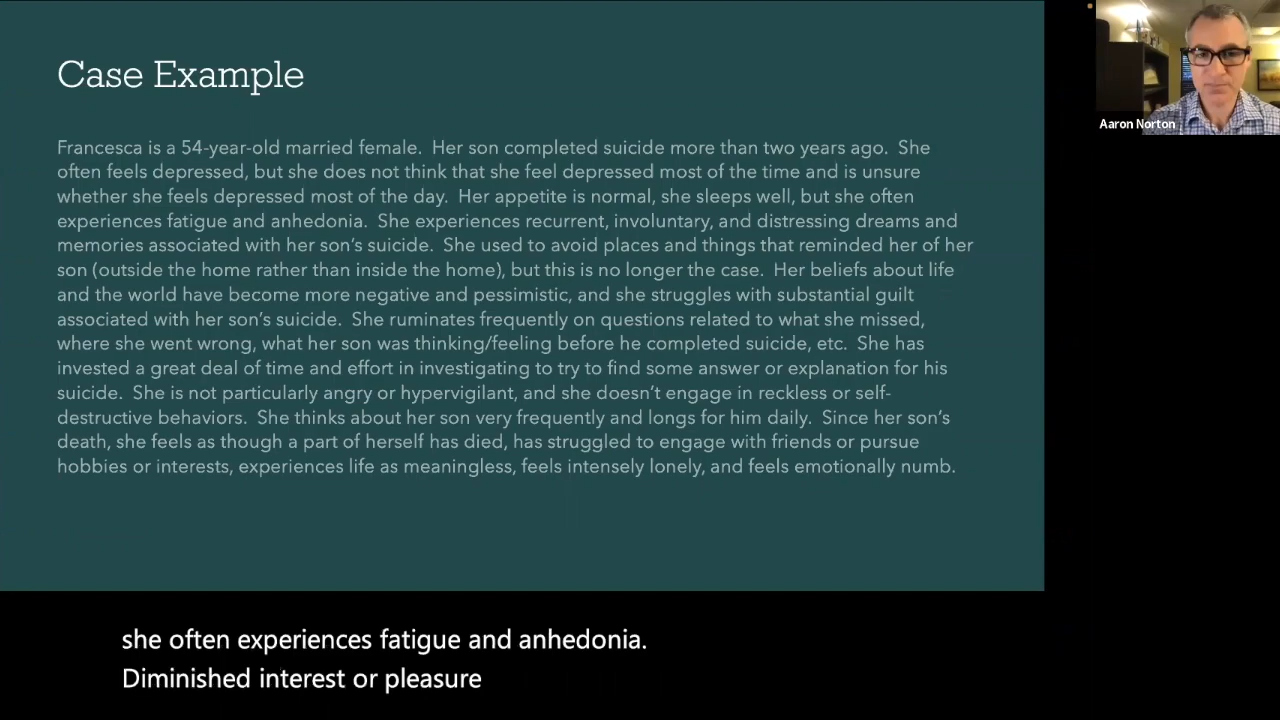 Case Example
Francesca is a 54-year-old married female.  Her son completed suicide more than two years ago.  She
often feels depressed, but she does not think that she feel depressed most of the time and is unsure
whether she feels depressed most of the day.  Her appetite is normal, she sleeps well, but she often
experiences fatigue and anhedonia.  She experiences recurrent, involuntary, and distressing dreams and
memories associated with her son’s suicide.  She used to avoid places and things that reminded her of her
son (outside the home rather than inside the home), but this is no longer the case.  Her beliefs about life
and the world have become more negative and pessimistic, and she struggles with substantial guilt
associated with her son’s suicide.  She ruminates frequently on questions related to what she missed,
where she went wrong, what her son was thinking/feeling before he completed suicide, etc.  She has
invested a great deal of time and effort in investigating to try to find some answer or explanation for his
suicide.  She is not particularly angry or hypervigilant, and she doesn’t engage in reckless or self-
destructive behaviors.  She thinks about her son very frequently and longs for him daily.  Since her son’s
death, she feels as though a part of herself has died, has struggled to engage with friends or pursue
hobbies or interests, experiences life as meaningless, feels intensely lonely, and feels emotionally numb.
Aaron Norton
she often experiences fatigue and anhedonia.
Diminished interest or pleasure